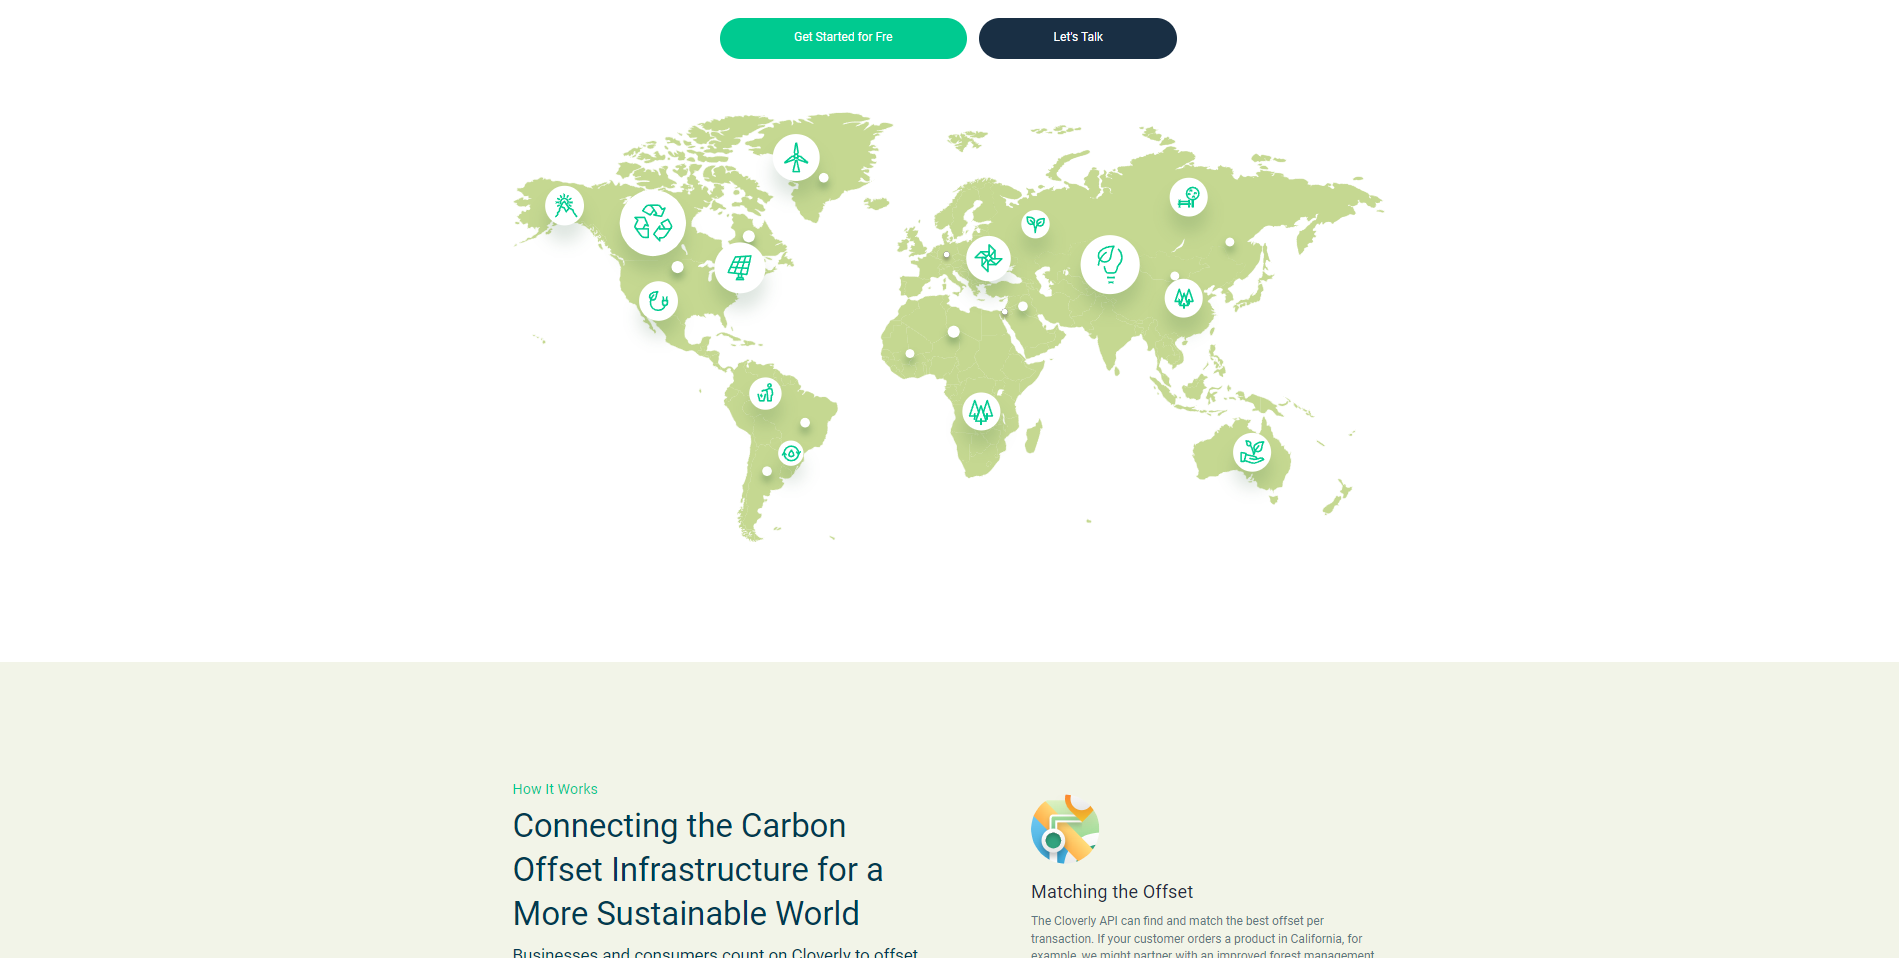 Get Started for Fre
Let's Talk
How It Works
Connecting the Carbon
Offset Infrastructure for a
More Sustainable World
Businesses and consumers count on Cloverly to offset
Matching the Offset
The Cloverly API can find and match the best offset per
transaction. If your customer orders a product in California, for
example, we might partner with an improved forest management